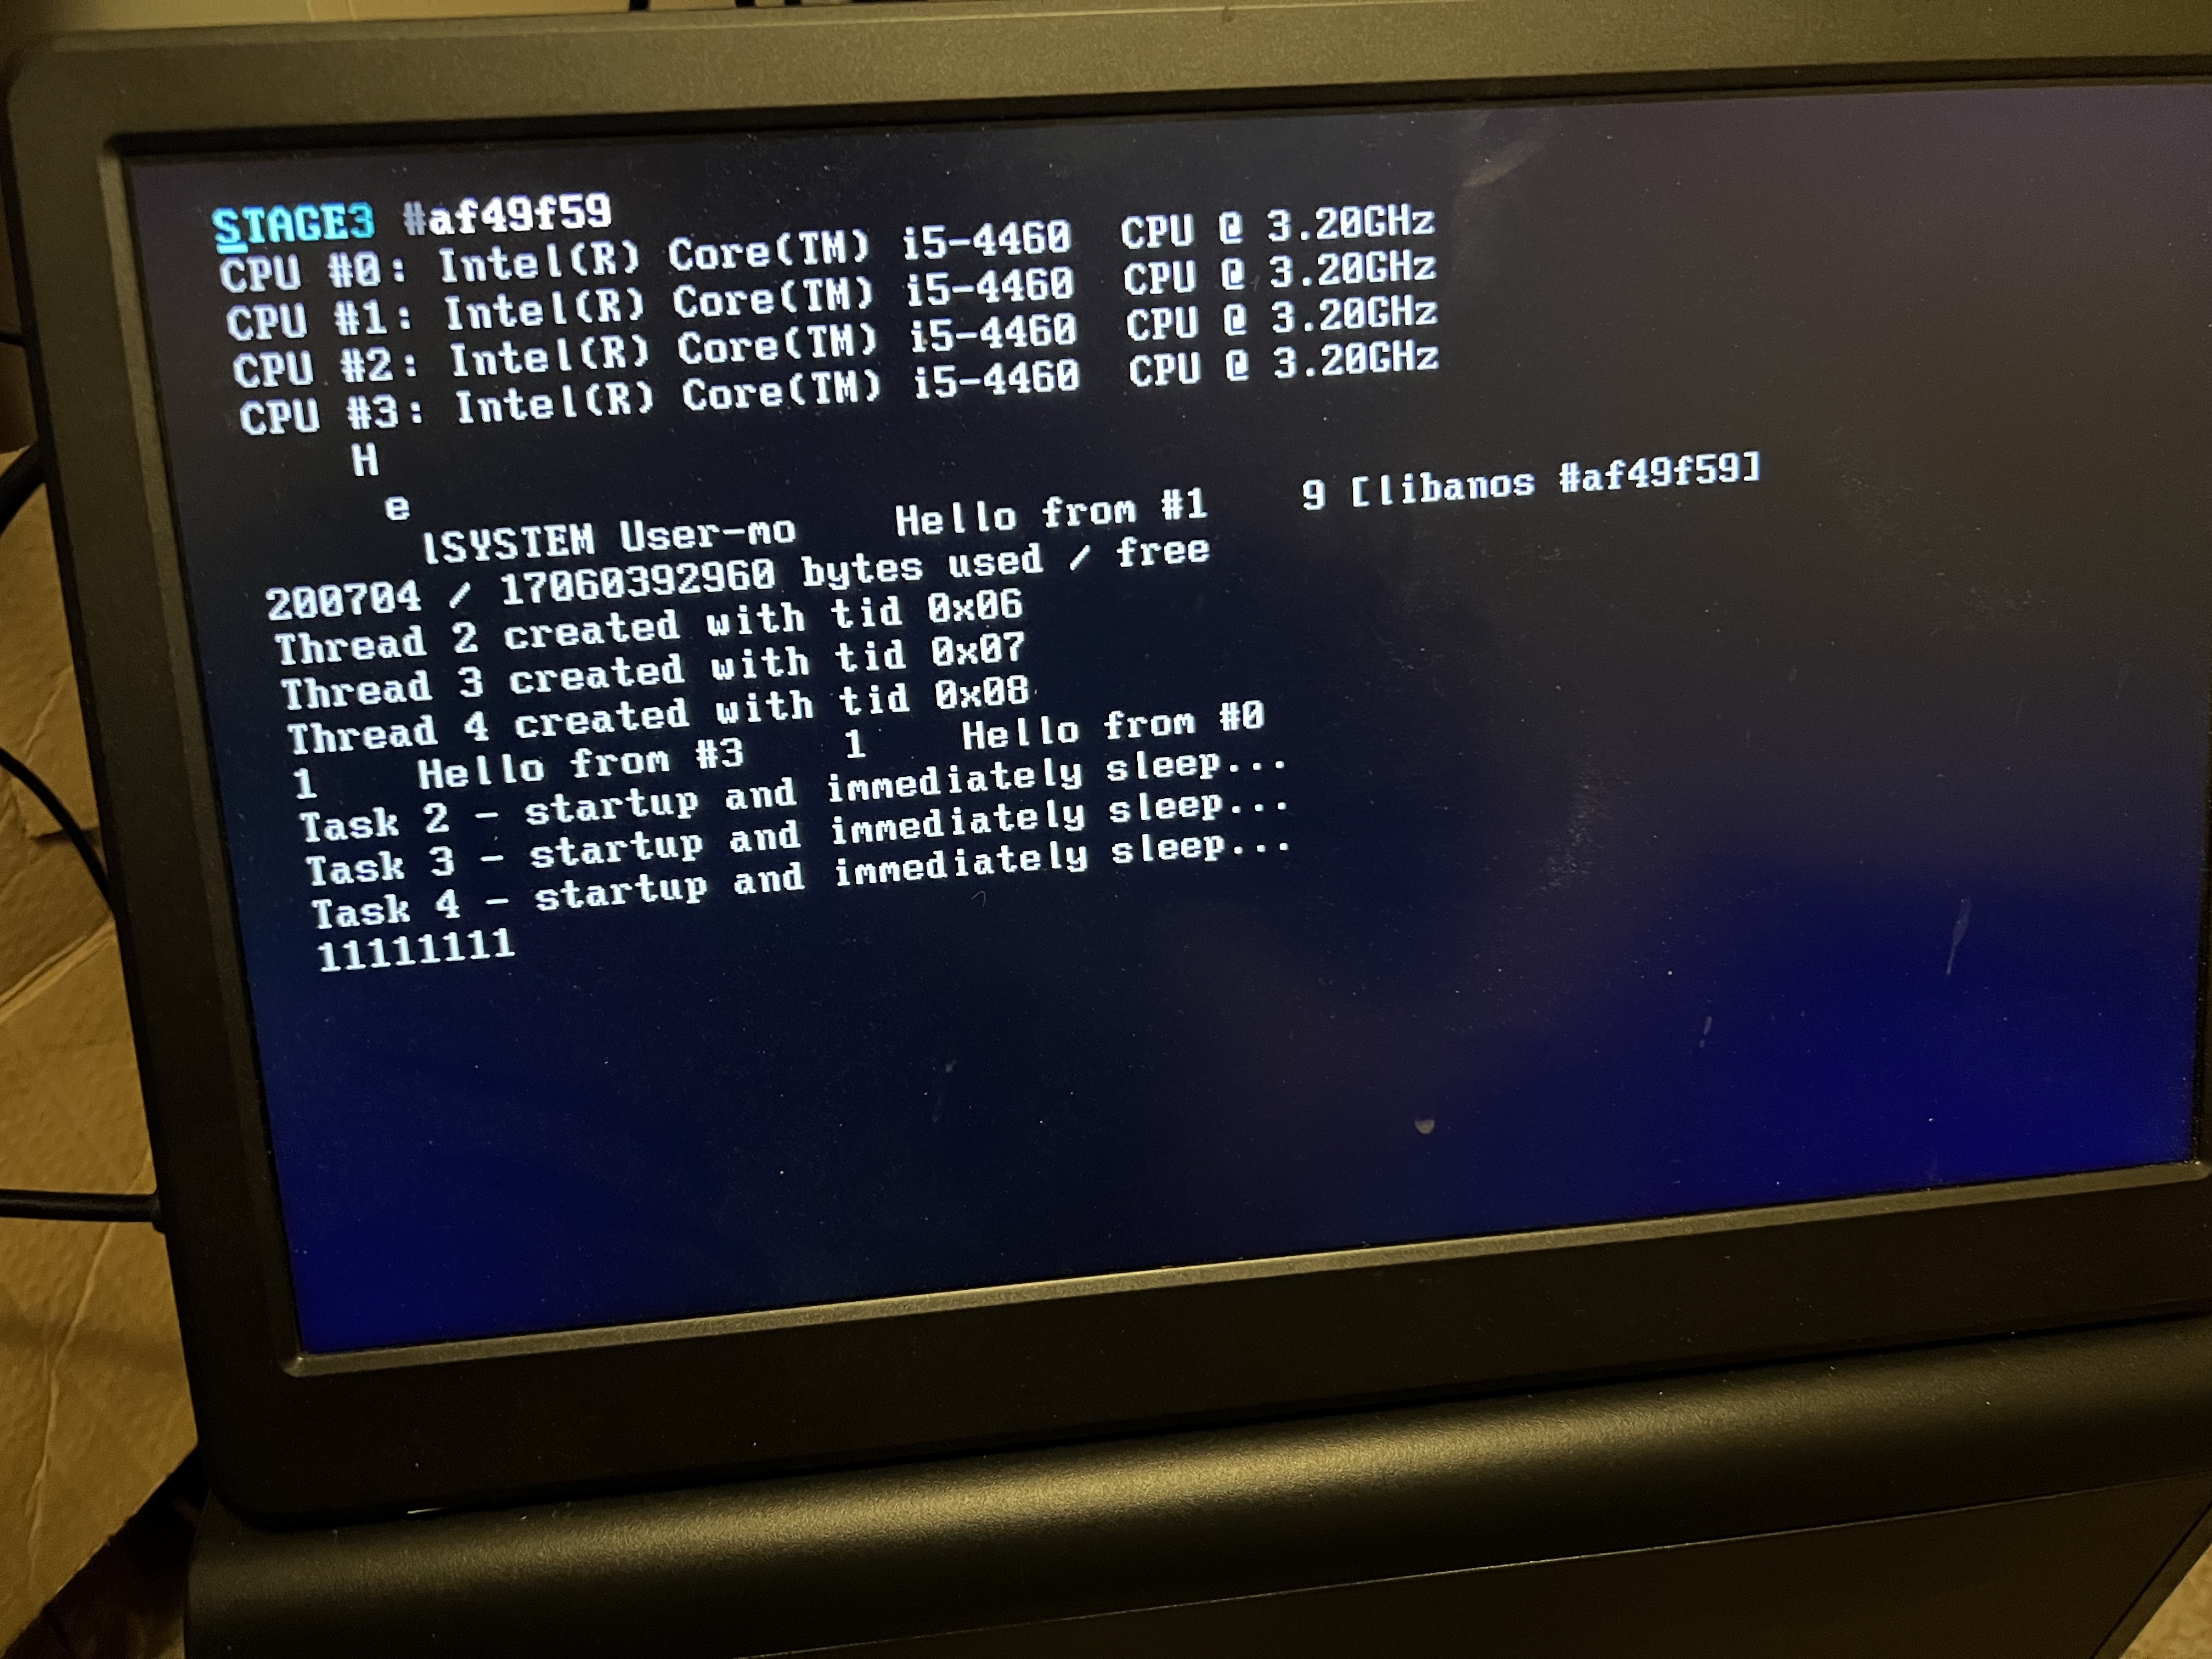 STAGE3 #af49f59
CPU #0: Intel(R) Core(TM) i5-4460  CPU @ 3.20GHz
CPU #1: Intel(R) Core(TM) i5-4460  CPU @ 3.20GHz
CPU #2: Intel(R) Core(TM) i5-4460  CPU @ 3.20GHz
CPU #3: Intel(R) Core(TM) i5-4460  CPU @ 3.20GHz
H
e
lSYSTEM User-mo    Hello from #1    9 [libanos #af49f59]
200704 / 17060392960 bytes used / free
Thread 2 created with tid 0x06
Thread 3 created with tid 0x07
Thread 4 created with tid 0x08
1    Hello from #3    1    Hello from #0
Task 2 - startup and immediately sleep...
Task 3 - startup and immediately sleep...
Task 4 - startup and immediately sleep...
11111111